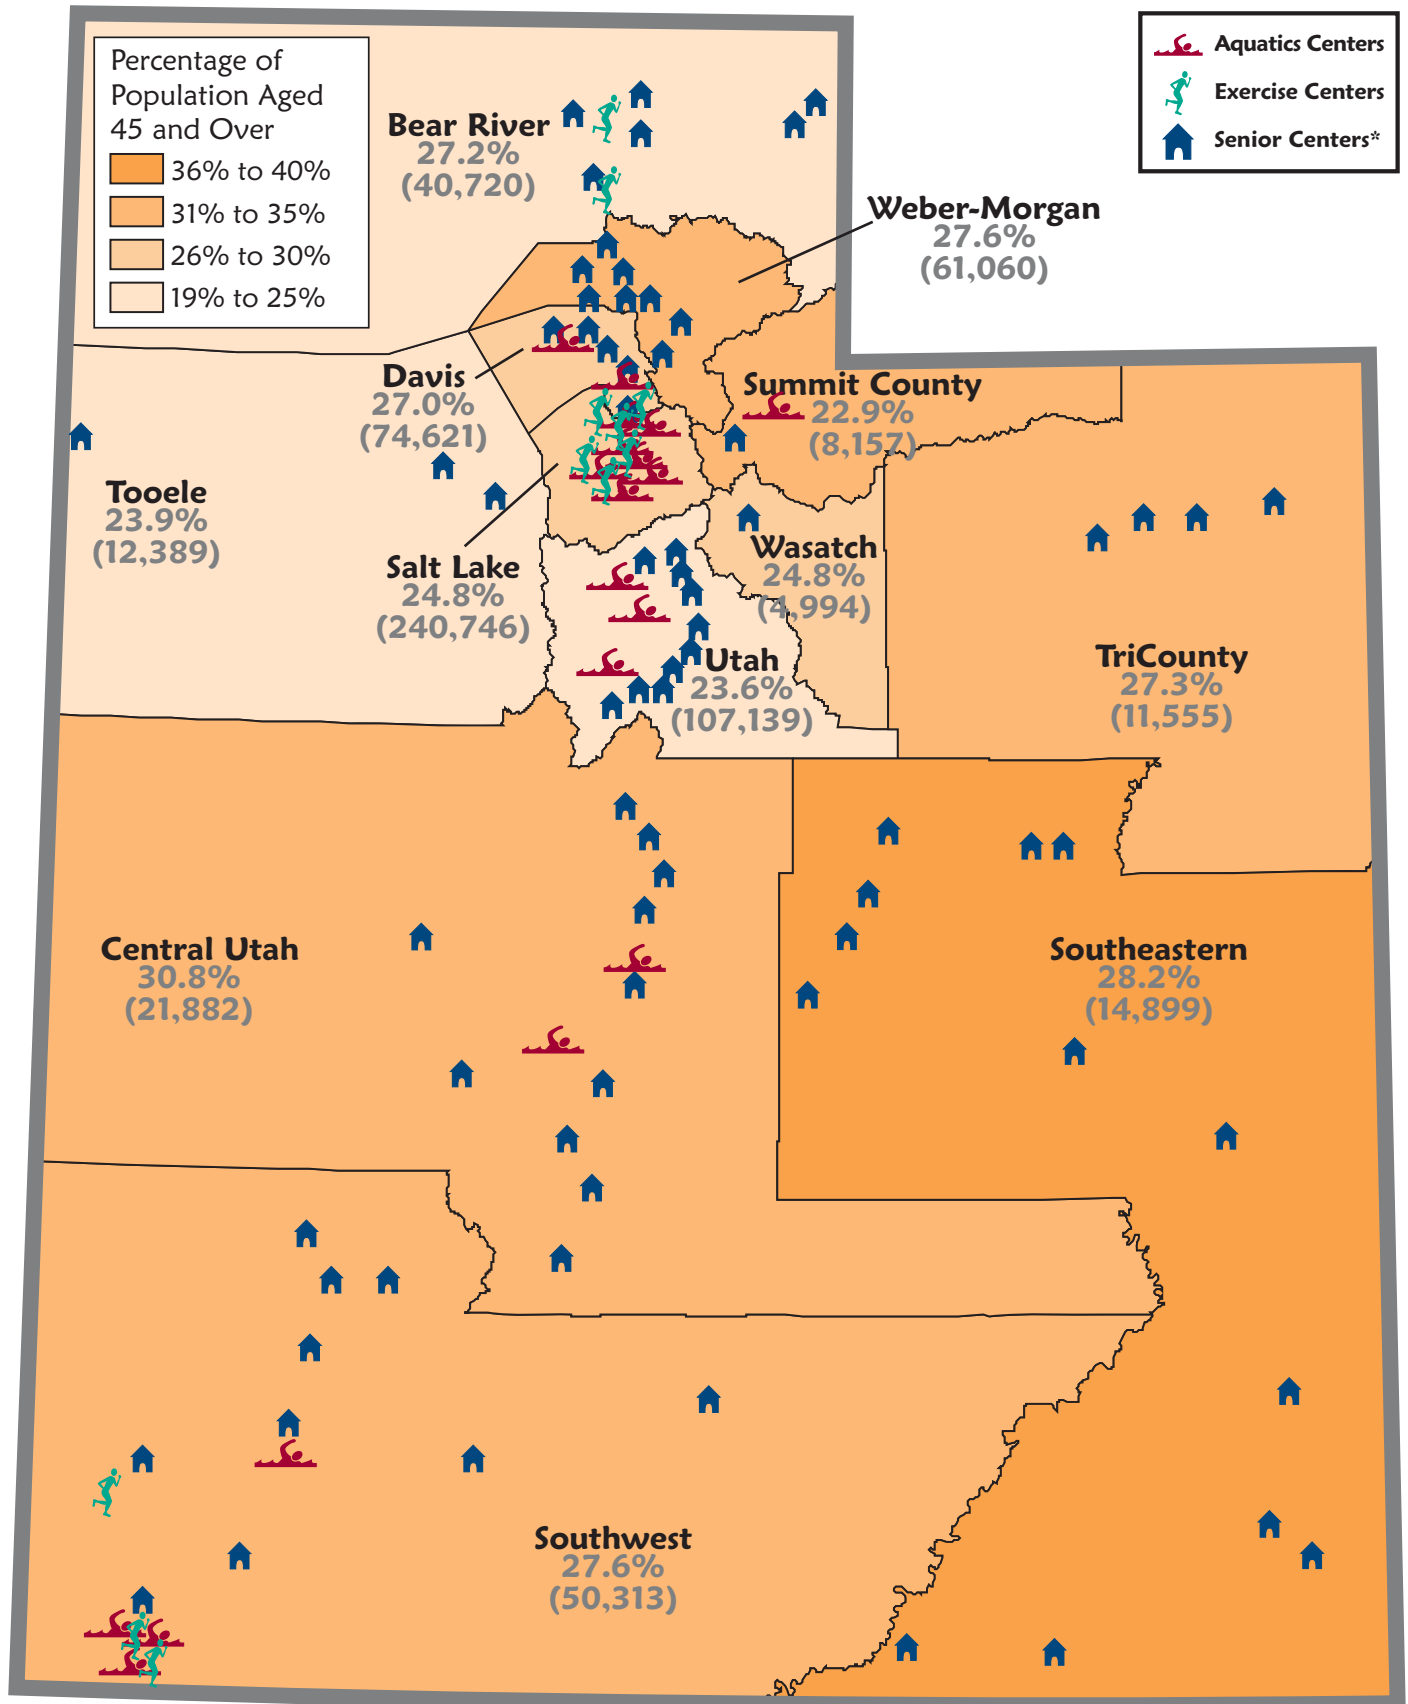 Percentage of
Population Aged
45 and Over
36% to 40%
31% to 35%
26% to 30%
19% to 25%
Aquatics Centers
Exercise Centers
Senior Centers*
Bear River
27.2%
(40,720)
Weber-Morgan
27.6%
(61,060)
Davis
27.0%
(74,621)
Summit County
22.9%
(8,157)
Tooele
23.9%
(12,389)
Salt Lake
24.8%
(240,746)
Wasatch
24.8%
(4,994)
Utah
23.6%
(107,139)
TriCounty
27.3%
(11,555)
Central Utah
30.8%
(21,882)
Southeastern
28.2%
(14,899)
Southwest
27.6%
(50,313)